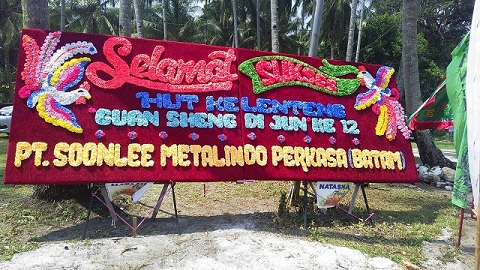 Selamat SUKSES
HUT KELENTENG
GUAN SHENG DI JUN KE 12
PT. SOONLEE METALINDO PERKASA BATAM
NATASHA